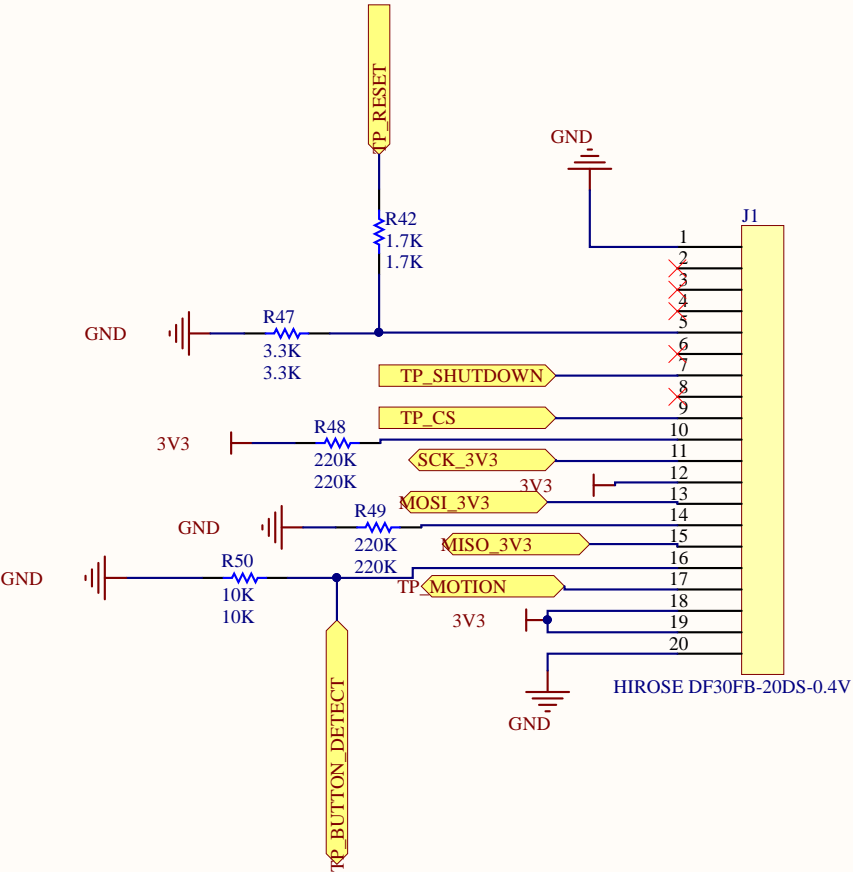 TP_RESET
GND
R42
1.7K
1.7K
J1
1
2
3
4
5
6
7
8
9
10
11
12
13
14
15
16
17
18
19
20
GND
R47
3.3K
3.3K
TP_SHUTDOWN
TP_CS
3V3
R48
220K
220K
SCK_3V3
3V3
MOSI_3V3
GND
R49
220K
220K
MISO_3V3
GND
R50
10K
10K
TP_MOTION
3V3
HIROSE DF30FB-20DS-0.4V
GND
TP_BUTTON_DETECT